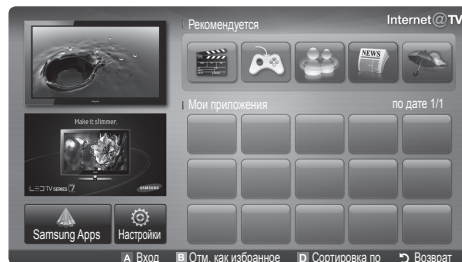 Internet@TV
Рекомендуется
NEWS
Мои приложения по дате 1/1
Make it slimmer.
LED TV SERIES 7 SAMSUNG
Samsung Apps Настройки
A Вход B Отм. как избранное D Сортировка по Возврат